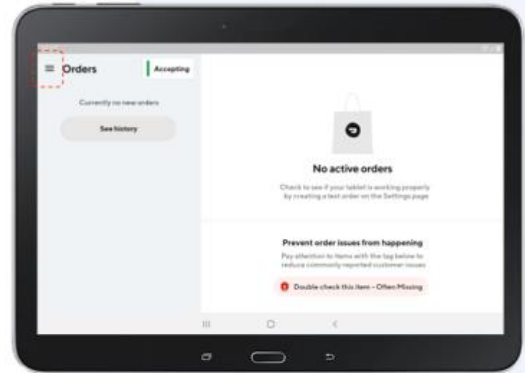 Orders
Accepting
Currently no new orders
See history
No active orders
Check to see if your tablet is working properly
by creating a test order on the Settings page
Prevent order issues from happening
Pay attention to items with the tag below to
reduce commonly reported customer issues
Double check this item - Often Missing